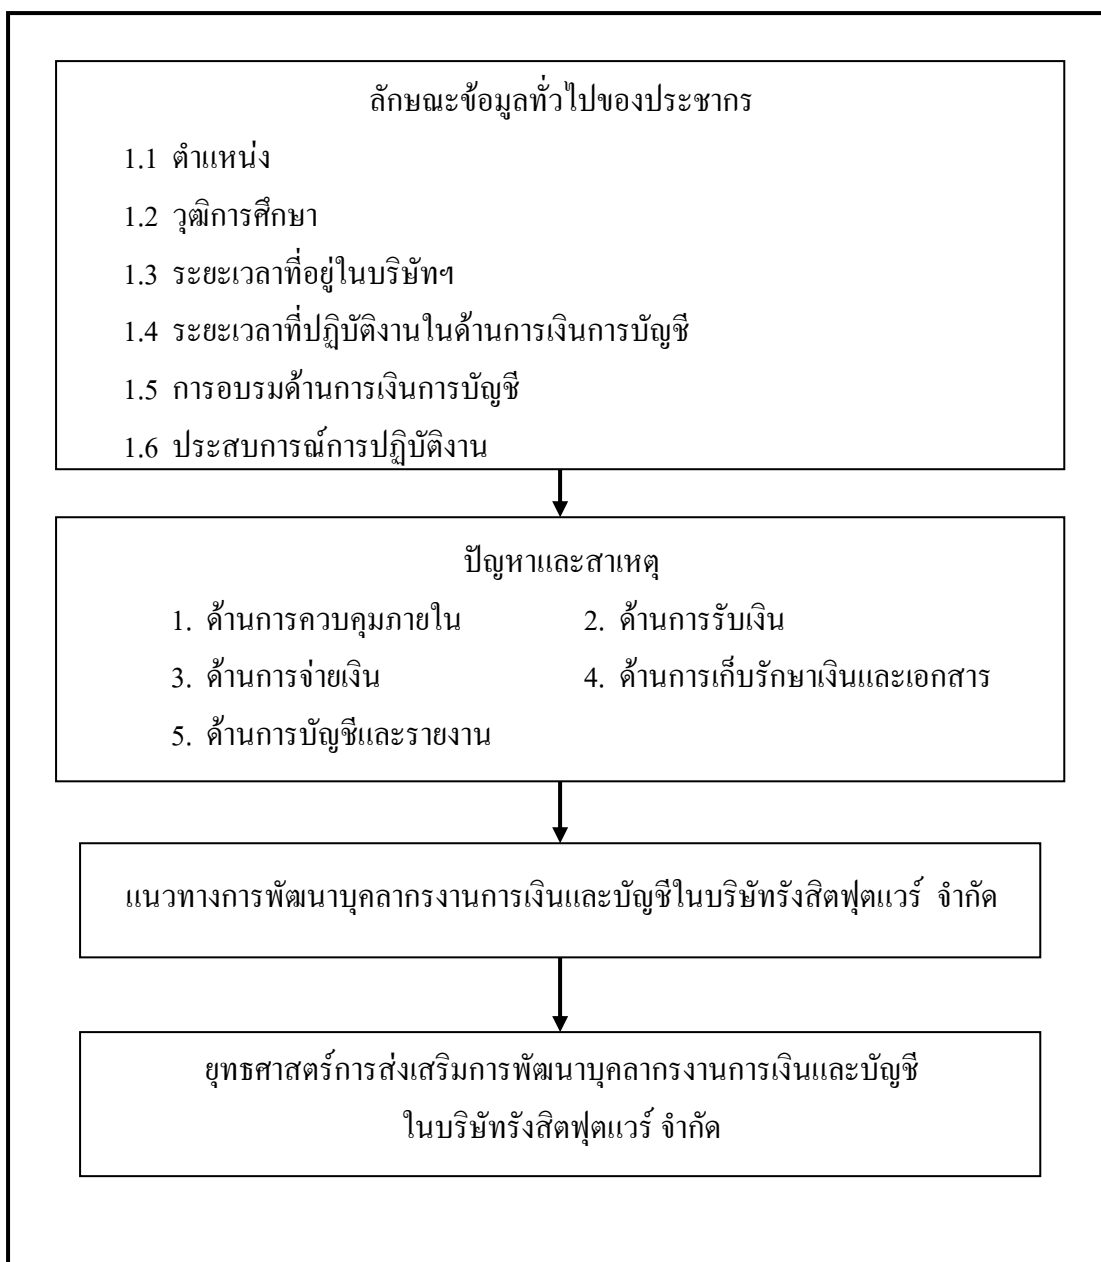 ลักษณะข้อมูลทั่วไปของประชากร
1.1 ตำแหน่ง
1.2 วุฒิการศึกษา
1.3 ระยะเวลาที่อยู่ในบริษัทฯ
1.4 ระยะเวลาที่ปฏิบัติงานในด้านการเงินการบัญชี
1.5 การอบรมด้านการเงินการบัญชี
1.6 ประสบการณ์การปฏิบัติงาน
ปัญหาและสาเหตุ
1. ด้านการควบคุมภายใน 2. ด้านการรับเงิน
3. ด้านการจ่ายเงิน 4. ด้านการเก็บรักษาเงินและเอกสาร
5. ด้านการบัญชีและรายงาน
แนวทางการพัฒนาบุคลากรงานการเงินและบัญชีในบริษัทรังสิตฟุตแวร์ จำกัด
ยุทธศาสตร์การส่งเสริมการพัฒนาบุคลากรงานการเงินและบัญชี
ในบริษัทรังสิตฟุตแวร์ จำกัด